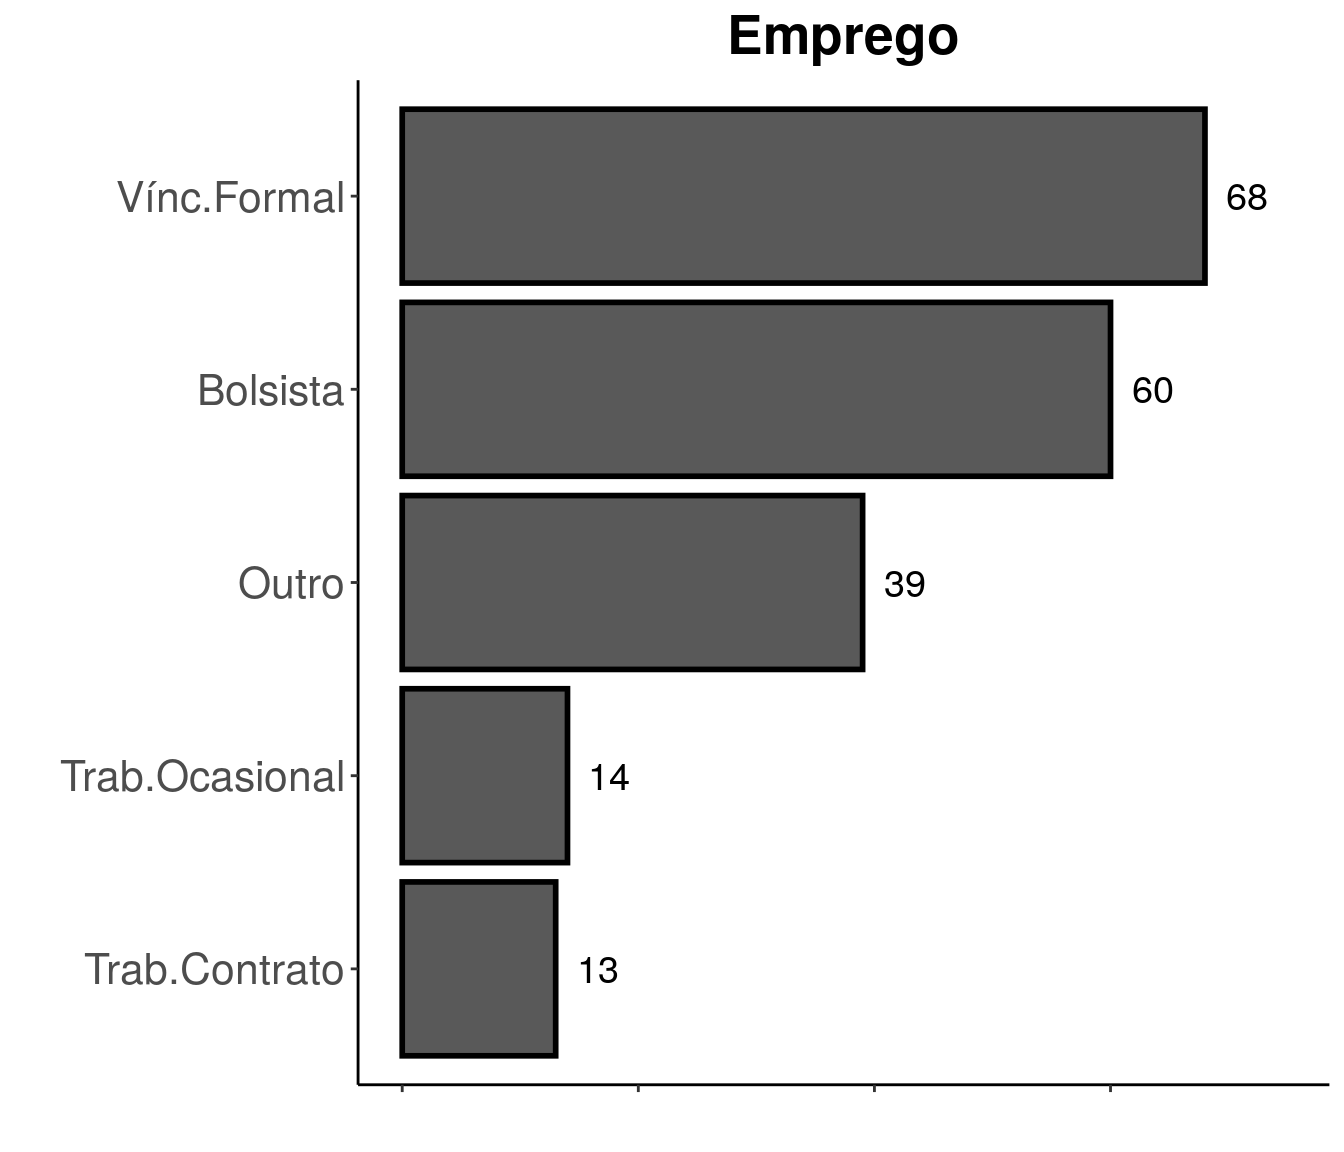 Emprego
Vínc.Formal 68
Bolsista 60
Outro 39
Trab.Ocasional 14
Trab.Contrato 13